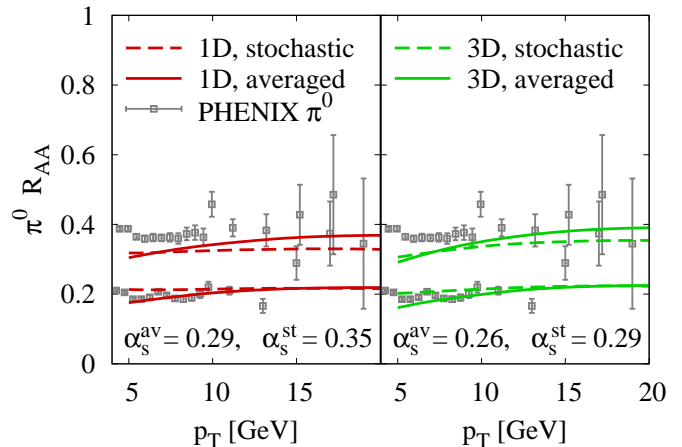 1
0.8
0.6
0.4
0.2
0
π⁰ R_AA
1D, stochastic
1D, averaged
PHENIX π⁰
3D, stochastic
3D, averaged
α_s^av = 0.29, α_s^st = 0.35
α_s^av = 0.26, α_s^st = 0.29
5 10 15
5 10 15 20
p_T [GeV]
p_T [GeV]